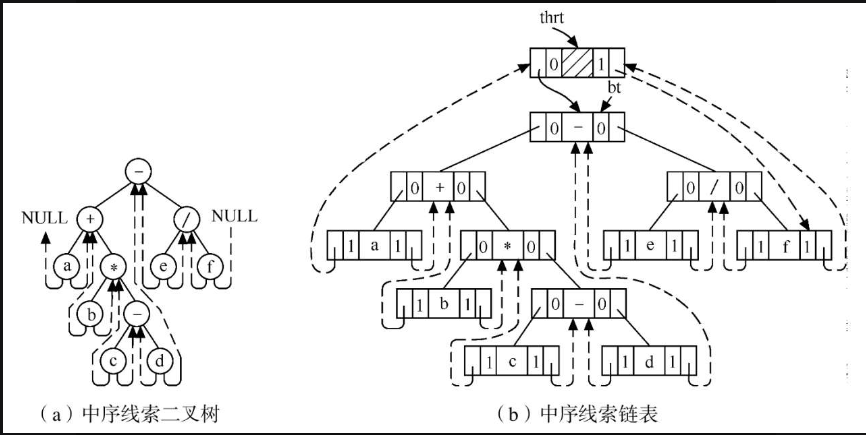 thrt
0 1
bt
0 - 0
-
0 + 0
0 / 0
NULL
+
/
NULL
1 a 1
0 * 0
1 e 1
1 f 1
a
*
e
f
1 b 1
0 - 0
b
-
1 c 1
1 d 1
c
d
(a)中序线索二叉树
(b)中序线索链表